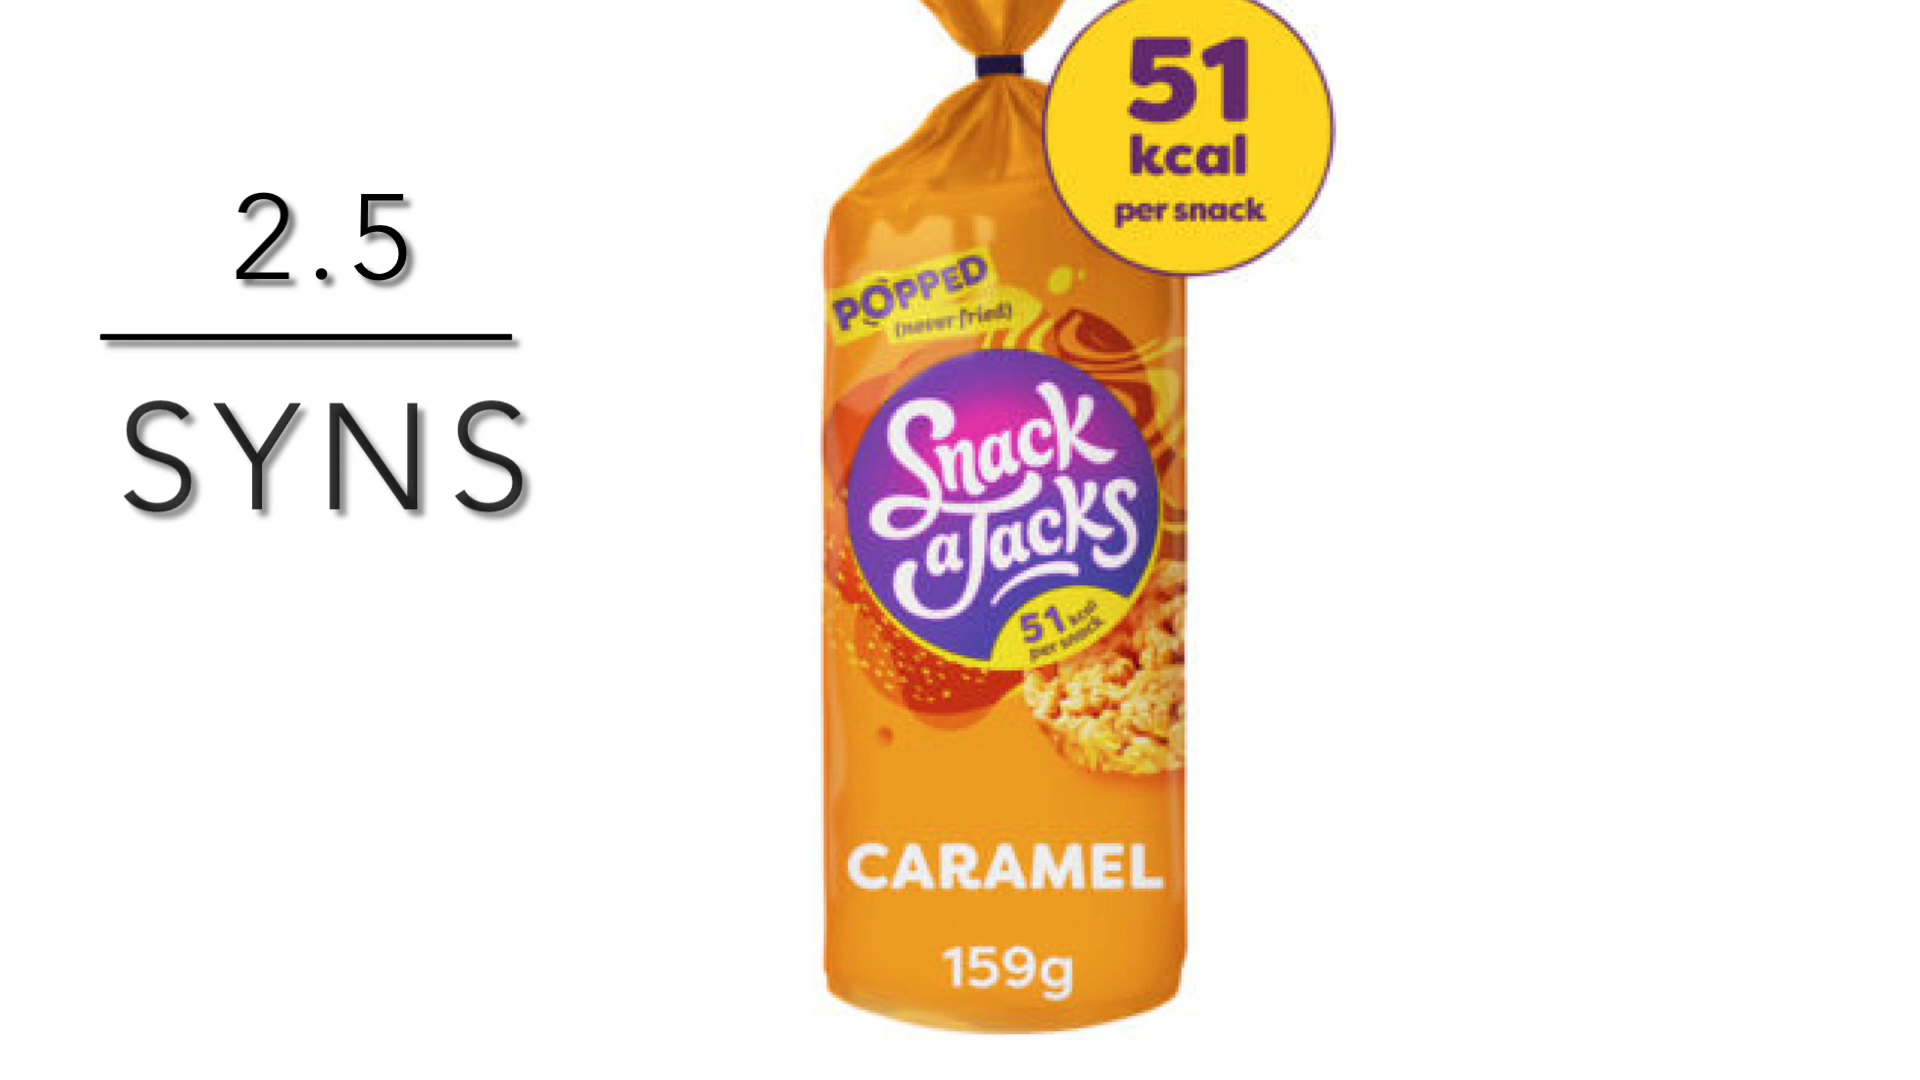 2.5
SYNS
51
kcal
per snack
POPPED
(never fried)
Snack
a Jacks
51 kcal
per snack
CARAMEL
159g